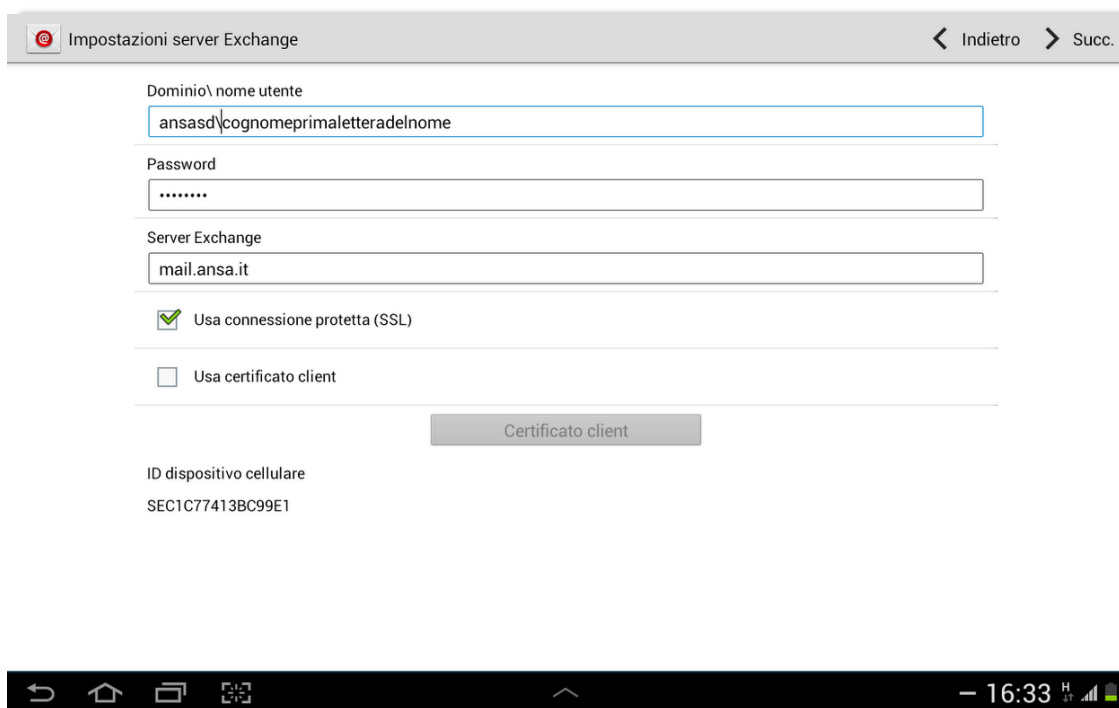 Impostazioni server Exchange
Indietro
Succ.
Dominio\ nome utente
ansasd\cognomeprimaletteradelnome
Password
••••••••
Server Exchange
mail.ansa.it
Usa connessione protetta (SSL)
Usa certificato client
Certificato client
ID dispositivo cellulare
SEC1C77413BC99E1
16:33
H